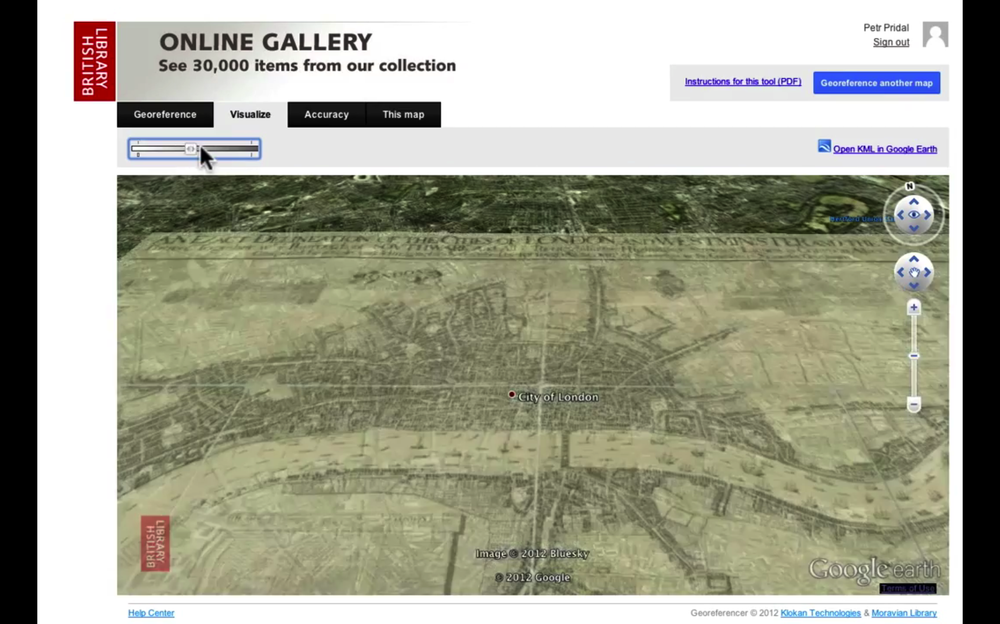 BRITISH
LIBRARY
ONLINE GALLERY
See 30,000 items from our collection
Petr Pridal
Sign out
Instructions for this tool (PDF)
Georeference another map
Georeference
Visualize
Accuracy
This map
0
Open KML in Google Earth
N
Hertford Union
AN EXACT DELINEATION OF THE CITIES OF LONDON AND WESTMINSTER AND THE
City of London
BRITISH
LIBRARY
Image © 2012 Bluesky
© 2012 Google
Google earth
Terms of Use
Help Center
Georeferencer © 2012 Klokan Technologies & Moravian Library